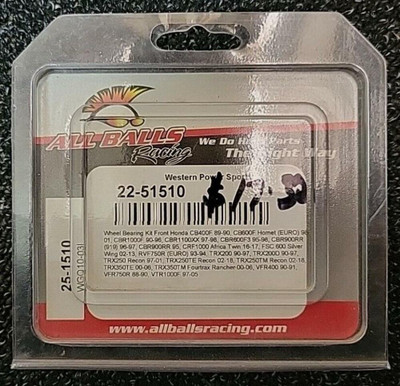 ALL BALLS
Racing
We Do Hard Parts
The Right Way
Western Power Sports
22-51510
$17.50
Wheel Bearing Kit Front Honda CB400F 89-90, CB600F Hornet (EURO) 98-
01, CBR1000F 90-96, CBR1100XX 97-98, CBR600F3 95-98, CBR900RR
(919) 96-97, CBR900RR 95, CRF1000 Africa Twin 16-17, FSC 600 Silver
Wing 02-13, RVF750R (EURO) 93-94, TRX200 90-97, TRX200D 90-97,
TRX250 Recon 97-01, TRX250TE Recon 02-18, TRX250TM Recon 02-18,
TRX350TE 00-06, TRX350TM Fourtrax Rancher 00-06, VFR400 90-91,
VFR750R 88-90, VTR1000F 97-05
25-1510
www.allballsracing.com